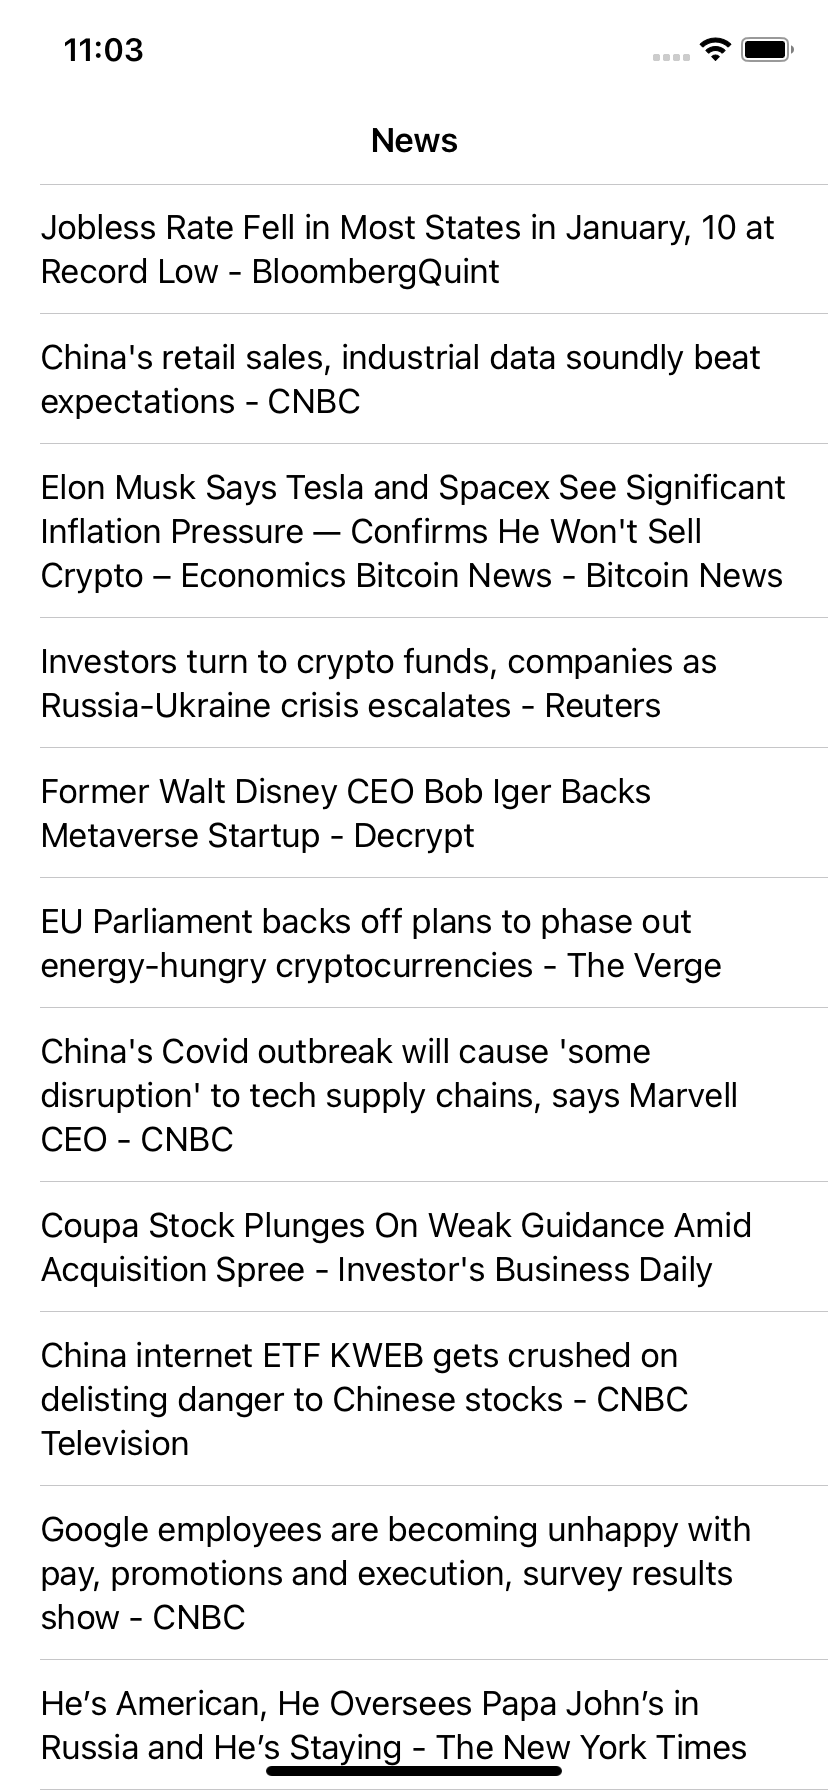 11:03
News
Jobless Rate Fell in Most States in January, 10 at
Record Low - BloombergQuint
China's retail sales, industrial data soundly beat
expectations - CNBC
Elon Musk Says Tesla and Spacex See Significant
Inflation Pressure — Confirms He Won't Sell
Crypto – Economics Bitcoin News - Bitcoin News
Investors turn to crypto funds, companies as
Russia-Ukraine crisis escalates - Reuters
Former Walt Disney CEO Bob Iger Backs
Metaverse Startup - Decrypt
EU Parliament backs off plans to phase out
energy-hungry cryptocurrencies - The Verge
China's Covid outbreak will cause 'some
disruption' to tech supply chains, says Marvell
CEO - CNBC
Coupa Stock Plunges On Weak Guidance Amid
Acquisition Spree - Investor's Business Daily
China internet ETF KWEB gets crushed on
delisting danger to Chinese stocks - CNBC
Television
Google employees are becoming unhappy with
pay, promotions and execution, survey results
show - CNBC
He’s American, He Oversees Papa John’s in
Russia and He’s Staying - The New York Times